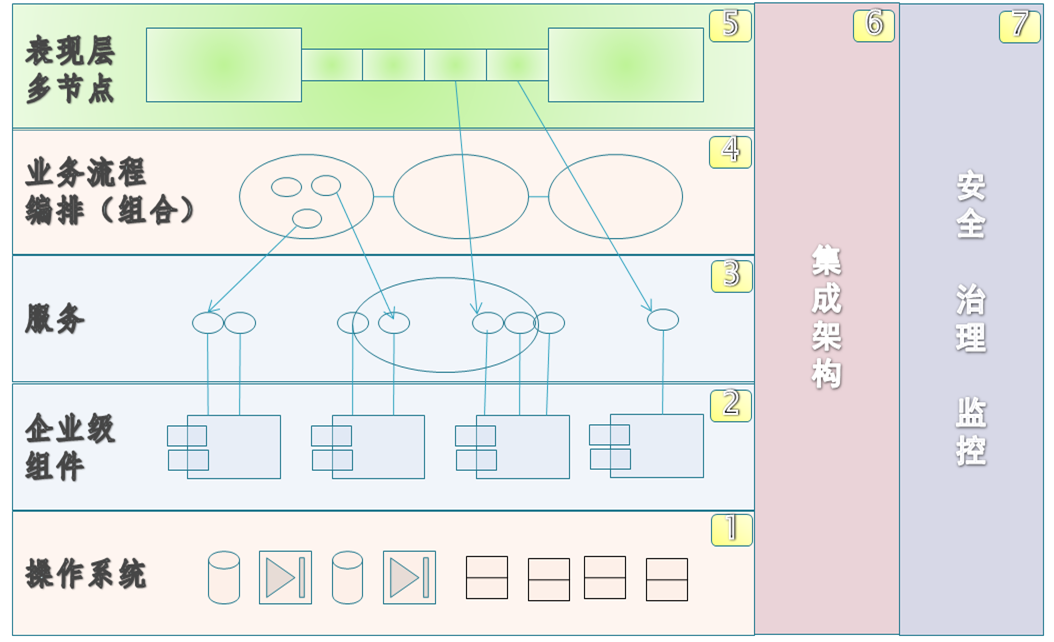 5
表现层
多节点
4
业务流程
编排（组合）
3
服务
2
企业级
组件
1
操作系统
6
集成架构
7
安全 治理 监控